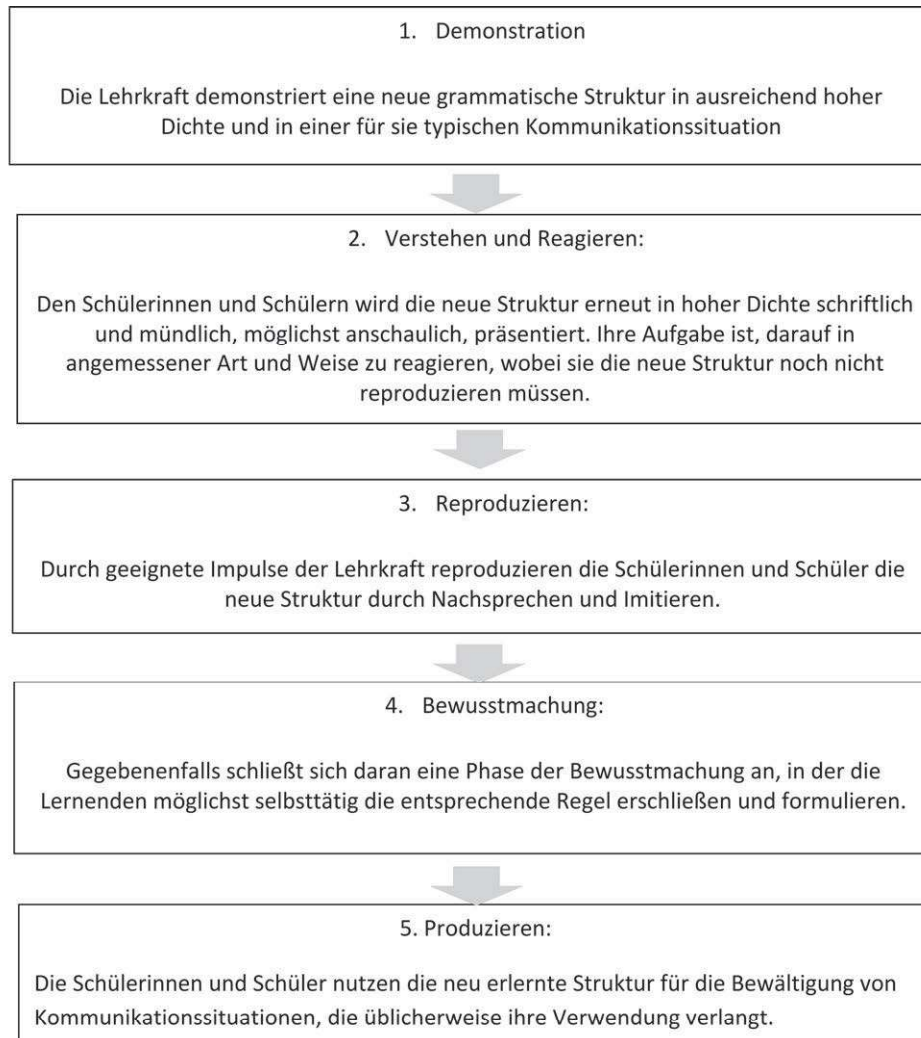 1. Demonstration
Die Lehrkraft demonstriert eine neue grammatische Struktur in ausreichend hoher
Dichte und in einer für sie typischen Kommunikationssituation
2. Verstehen und Reagieren:
Den Schülerinnen und Schülern wird die neue Struktur erneut in hoher Dichte schriftlich
und mündlich, möglichst anschaulich, präsentiert. Ihre Aufgabe ist, darauf in
angemessener Art und Weise zu reagieren, wobei sie die neue Struktur noch nicht
reproduzieren müssen.
3. Reproduzieren:
Durch geeignete Impulse der Lehrkraft reproduzieren die Schülerinnen und Schüler die
neue Struktur durch Nachsprechen und Imitieren.
4. Bewusstmachung:
Gegebenenfalls schließt sich daran eine Phase der Bewusstmachung an, in der die
Lernenden möglichst selbsttätig die entsprechende Regel erschließen und formulieren.
5. Produzieren:
Die Schülerinnen und Schüler nutzen die neu erlernte Struktur für die Bewältigung von
Kommunikationssituationen, die üblicherweise ihre Verwendung verlangt.